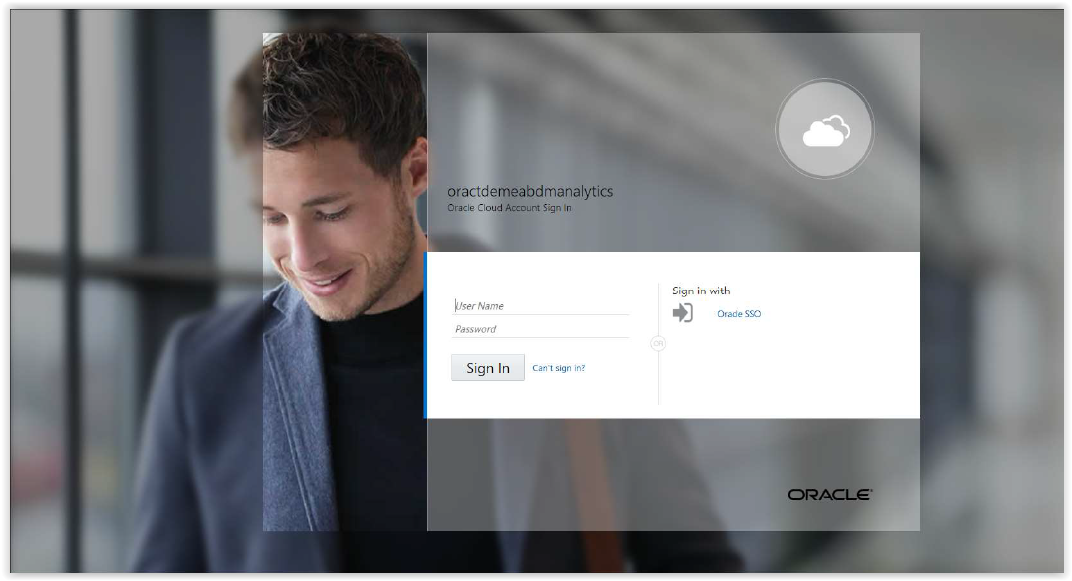 oractdemeabdmanalytics
Oracle Cloud Account Sign In
User Name
Password
Sign In
Can't sign in?
OR
Sign in with
Oracle SSO
ORACLE